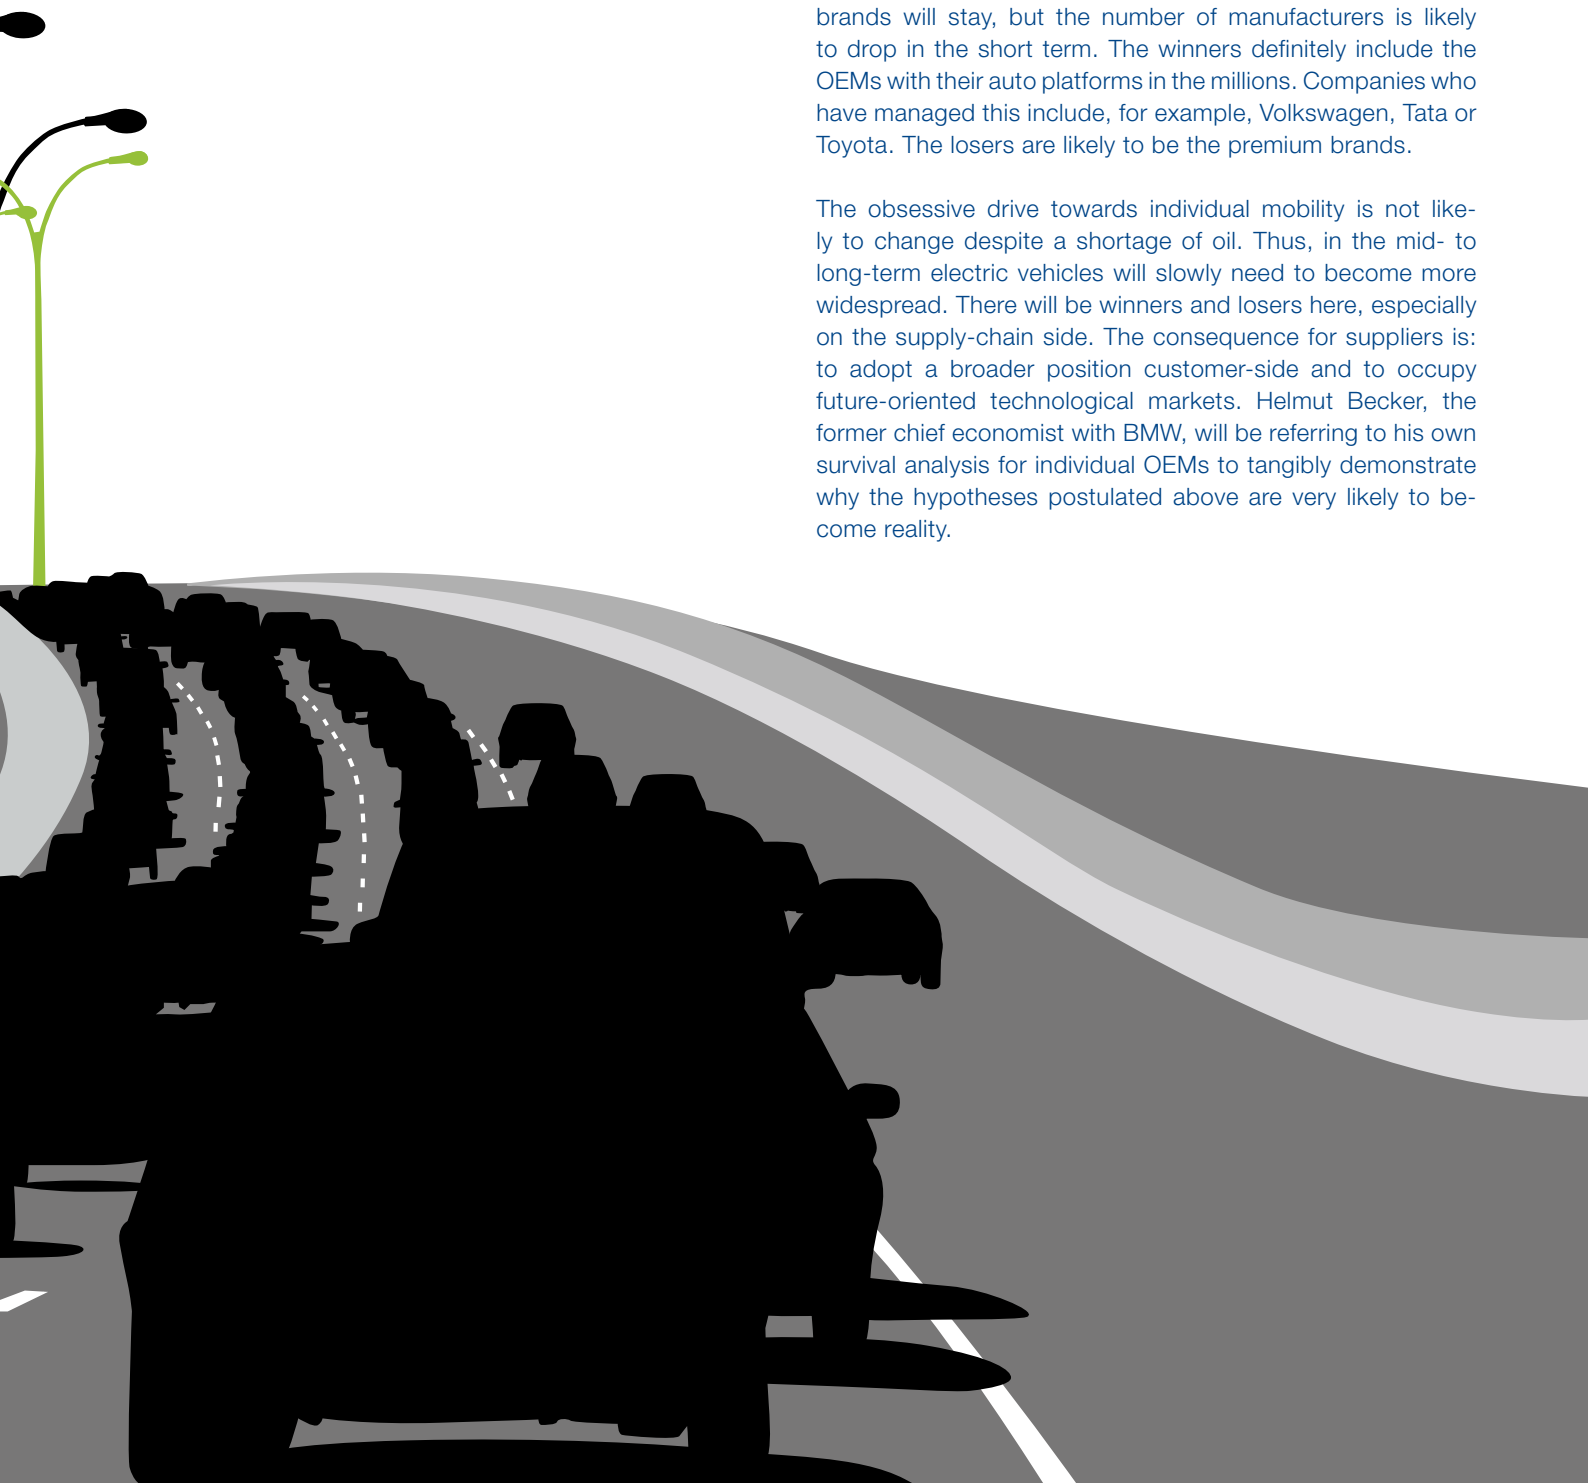 brands will stay, but the number of manufacturers is likely
to drop in the short term. The winners definitely include the
OEMs with their auto platforms in the millions. Companies who
have managed this include, for example, Volkswagen, Tata or
Toyota. The losers are likely to be the premium brands.
The obsessive drive towards individual mobility is not like-
ly to change despite a shortage of oil. Thus, in the mid- to
long-term electric vehicles will slowly need to become more
widespread. There will be winners and losers here, especially
on the supply-chain side. The consequence for suppliers is:
to adopt a broader position customer-side and to occupy
future-oriented technological markets. Helmut Becker, the
former chief economist with BMW, will be referring to his own
survival analysis for individual OEMs to tangibly demonstrate
why the hypotheses postulated above are very likely to be-
come reality.